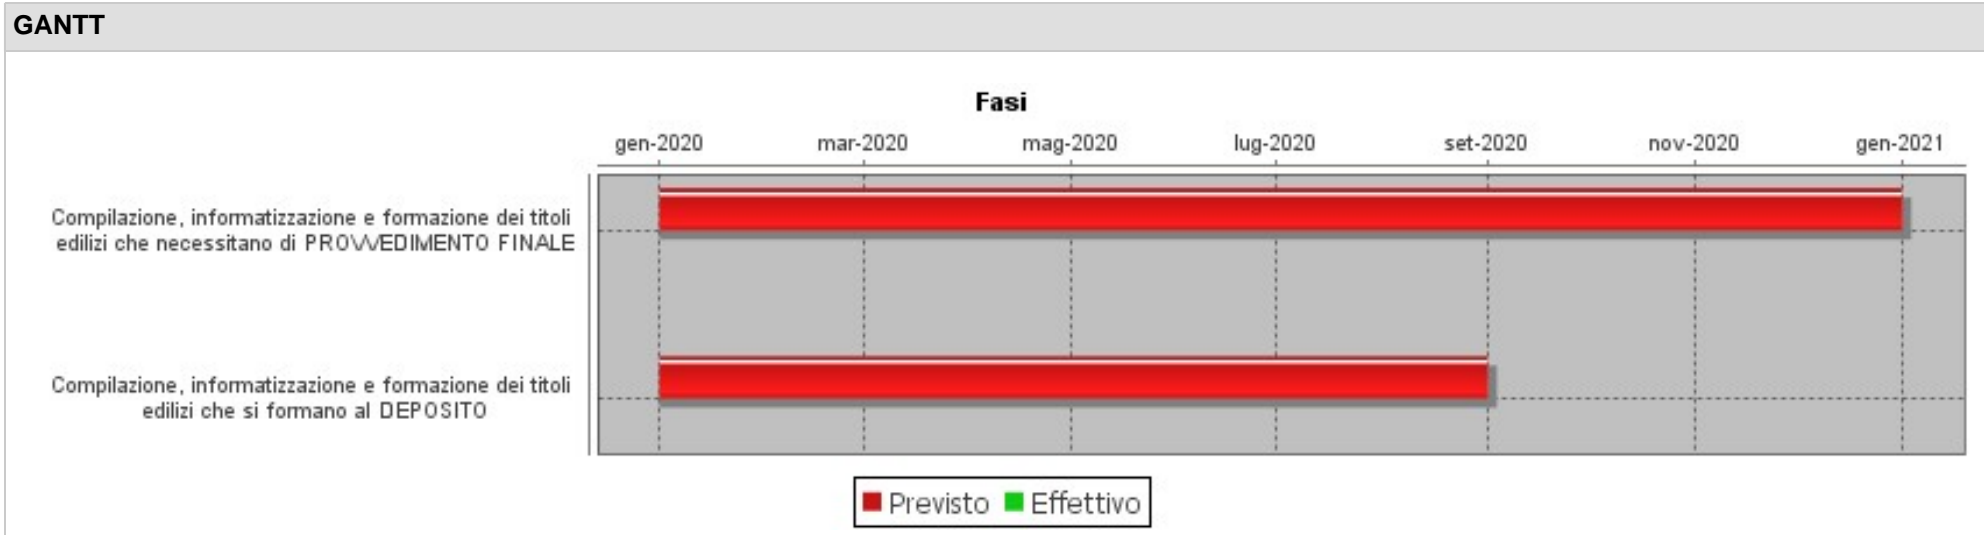 GANTT
Fasi
gen-2020 mar-2020 mag-2020 lug-2020 set-2020 nov-2020 gen-2021
Compilazione, informatizzazione e formazione dei titoli
edilizi che necessitano di PROVVEDIMENTO FINALE
Compilazione, informatizzazione e formazione dei titoli
edilizi che si formano al DEPOSITO
Previsto Effettivo